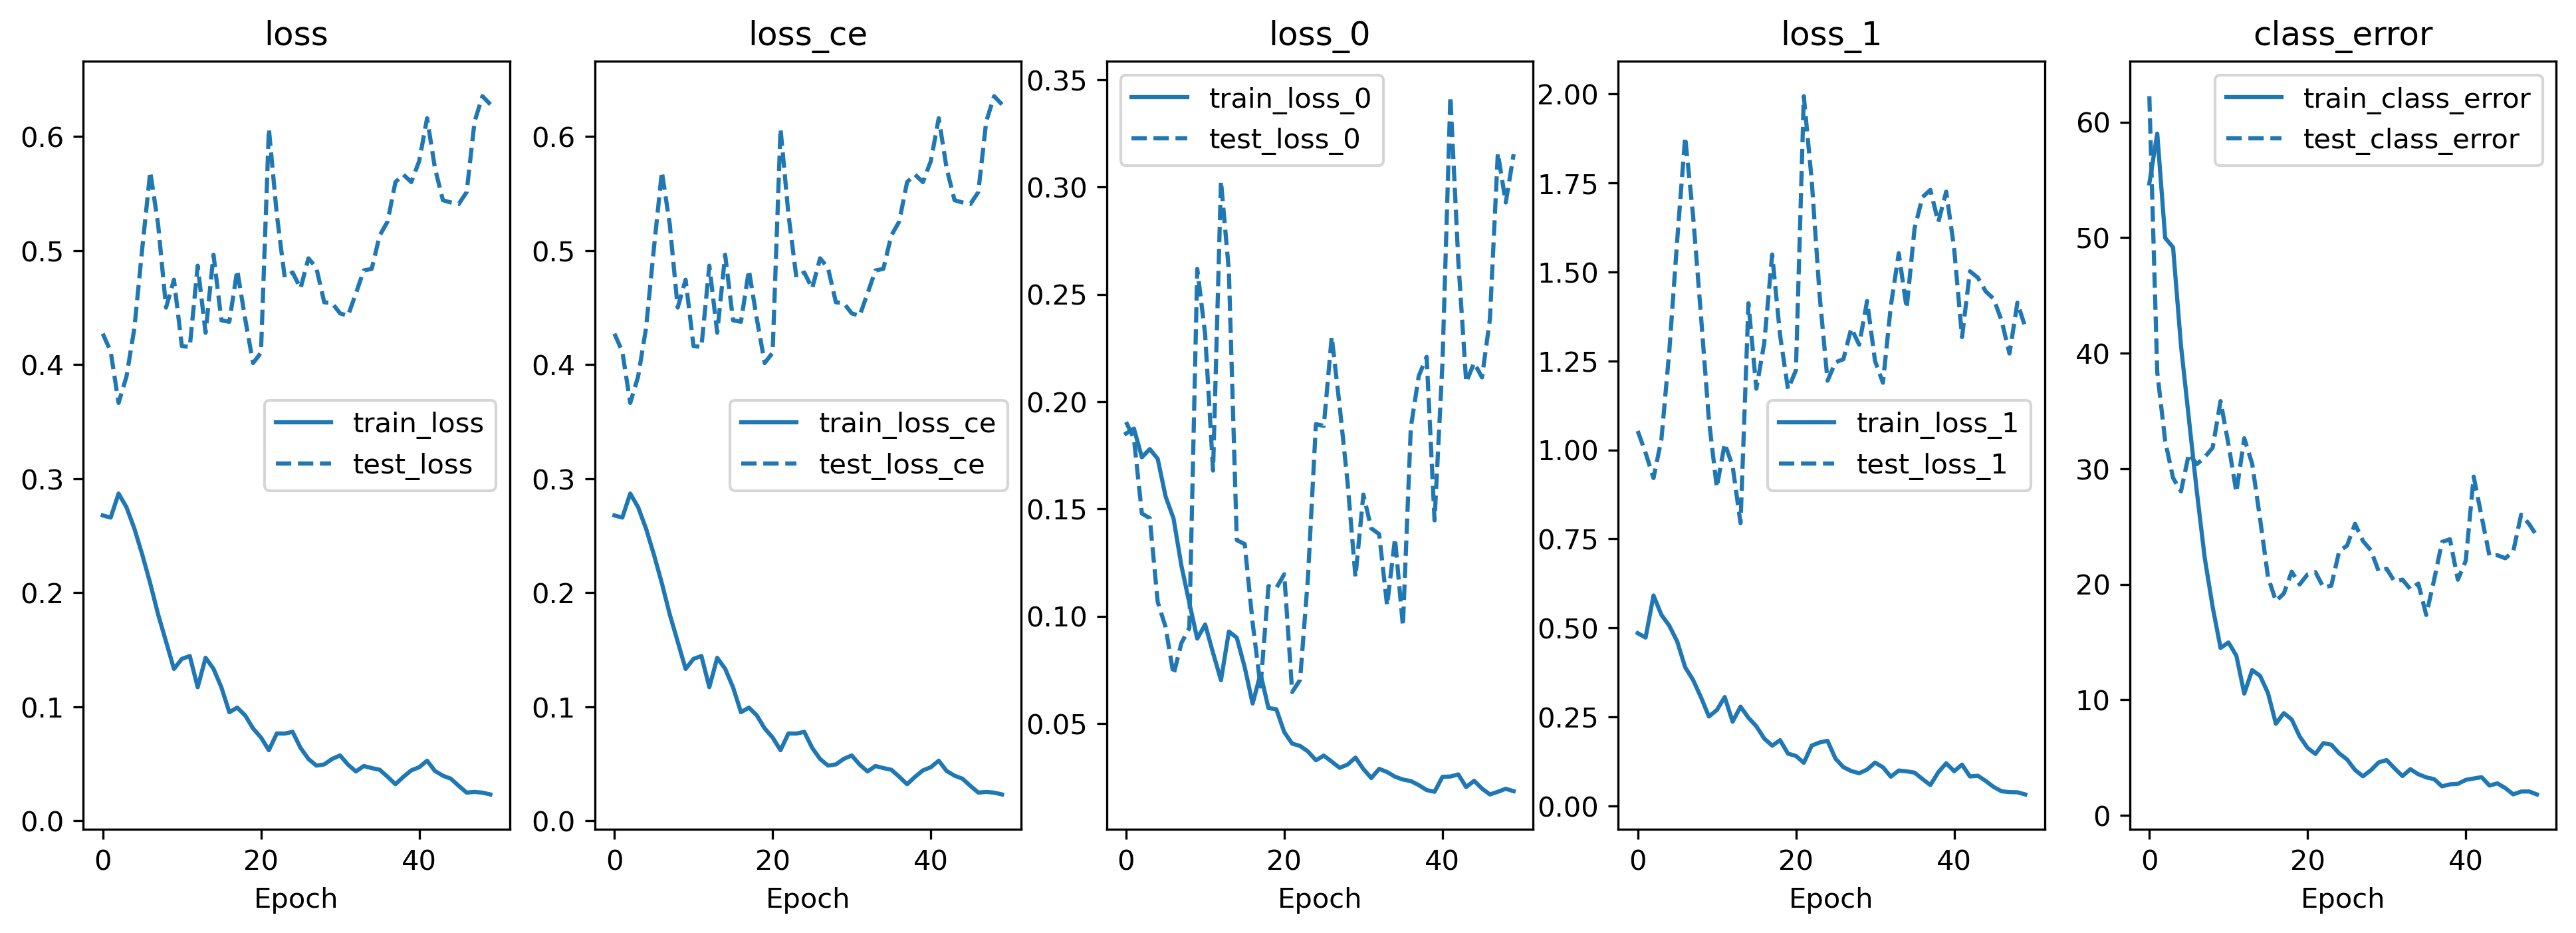 loss
0.6
0.5
0.4
0.3
0.2
0.1
0.0
train_loss
test_loss
0
20
40
Epoch
loss_ce
0.6
0.5
0.4
0.3
0.2
0.1
0.0
train_loss_ce
test_loss_ce
0
20
40
Epoch
loss_0
0.35
0.30
0.25
0.20
0.15
0.10
0.05
train_loss_0
test_loss_0
0
20
40
Epoch
loss_1
2.00
1.75
1.50
1.25
1.00
0.75
0.50
0.25
0.00
train_loss_1
test_loss_1
0
20
40
Epoch
class_error
60
50
40
30
20
10
0
train_class_error
test_class_error
0
20
40
Epoch